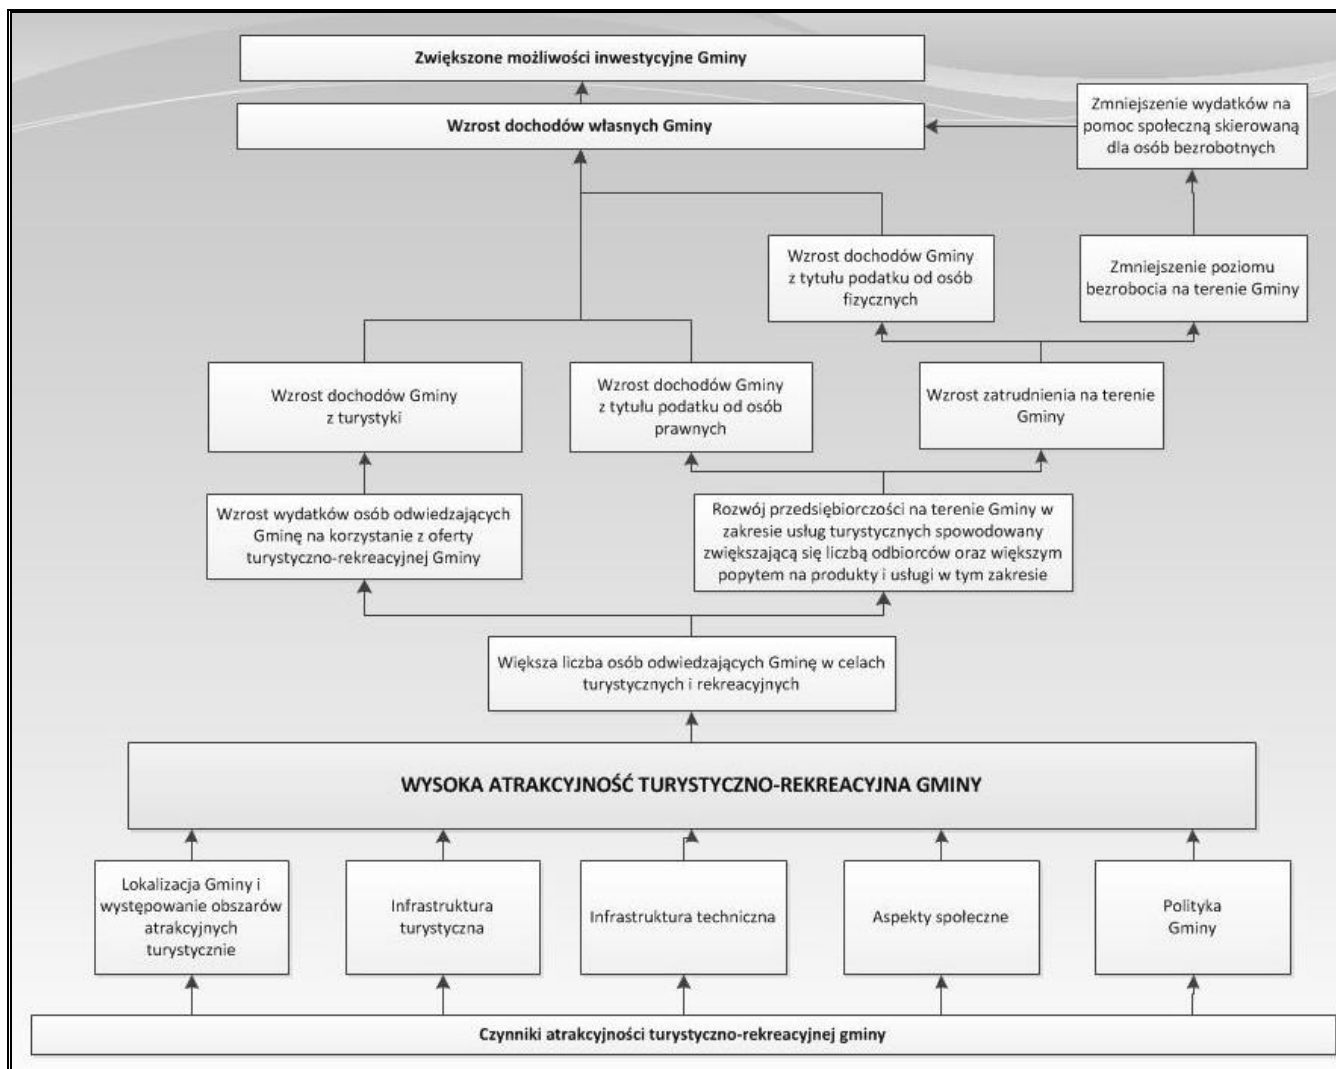 Zwiększone możliwości inwestycyjne Gminy
Wzrost dochodów własnych Gminy
Zmniejszenie wydatków na
pomoc społeczną skierowaną
dla osób bezrobotnych
Wzrost dochodów Gminy
z tytułu podatku od osób
fizycznych
Zmniejszenie poziomu
bezrobocia na terenie Gminy
Wzrost dochodów Gminy
z turystyki
Wzrost dochodów Gminy
z tytułu podatku od osób
prawnych
Wzrost zatrudnienia na terenie
Gminy
Wzrost wydatków osób odwiedzających
Gminę na korzystanie z oferty
turystyczno-rekreacyjnej Gminy
Rozwój przedsiębiorczości na terenie Gminy w
zakresie usług turystycznych spowodowany
zwiększającą się liczbą odbiorców oraz większym
popytem na produkty i usługi w tym zakresie
Większa liczba osób odwiedzających Gminę w celach
turystycznych i rekreacyjnych
WYSOKA ATRAKCYJNOŚĆ TURYSTYCZNO-REKREACYJNA GMINY
Lokalizacja Gminy i
występowanie obszarów
atrakcyjnych
turystycznie
Infrastruktura
turystyczna
Infrastruktura techniczna
Aspekty społeczne
Polityka
Gminy
Czynniki atrakcyjności turystyczno-rekreacyjnej gminy